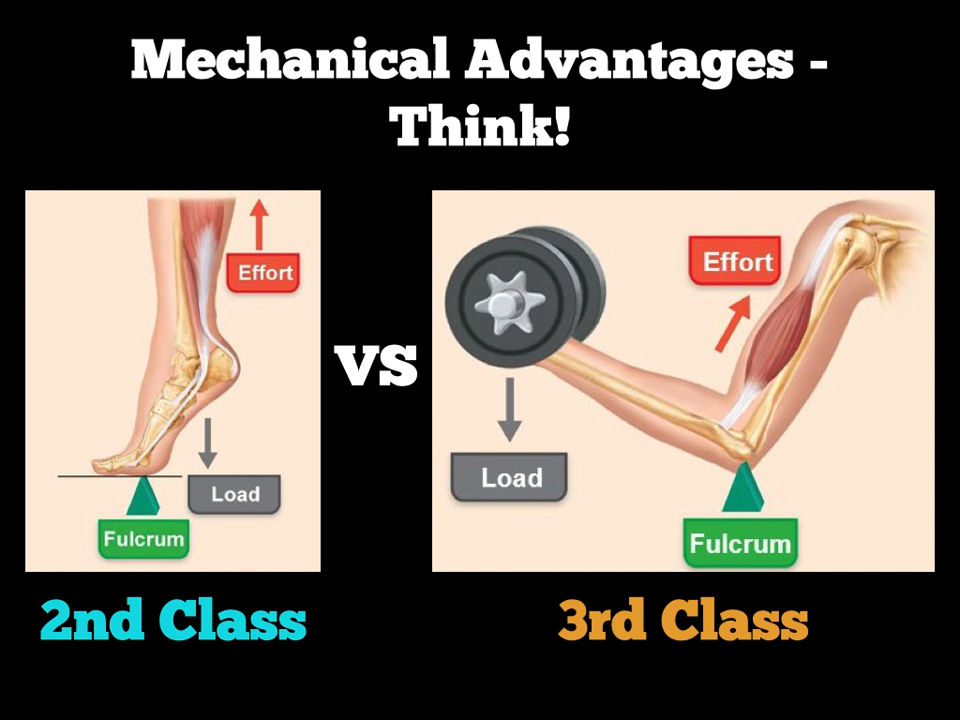 Mechanical Advantages -
Think!
Effort
Load
Fulcrum
vs
Effort
Load
Fulcrum
2nd Class
3rd Class